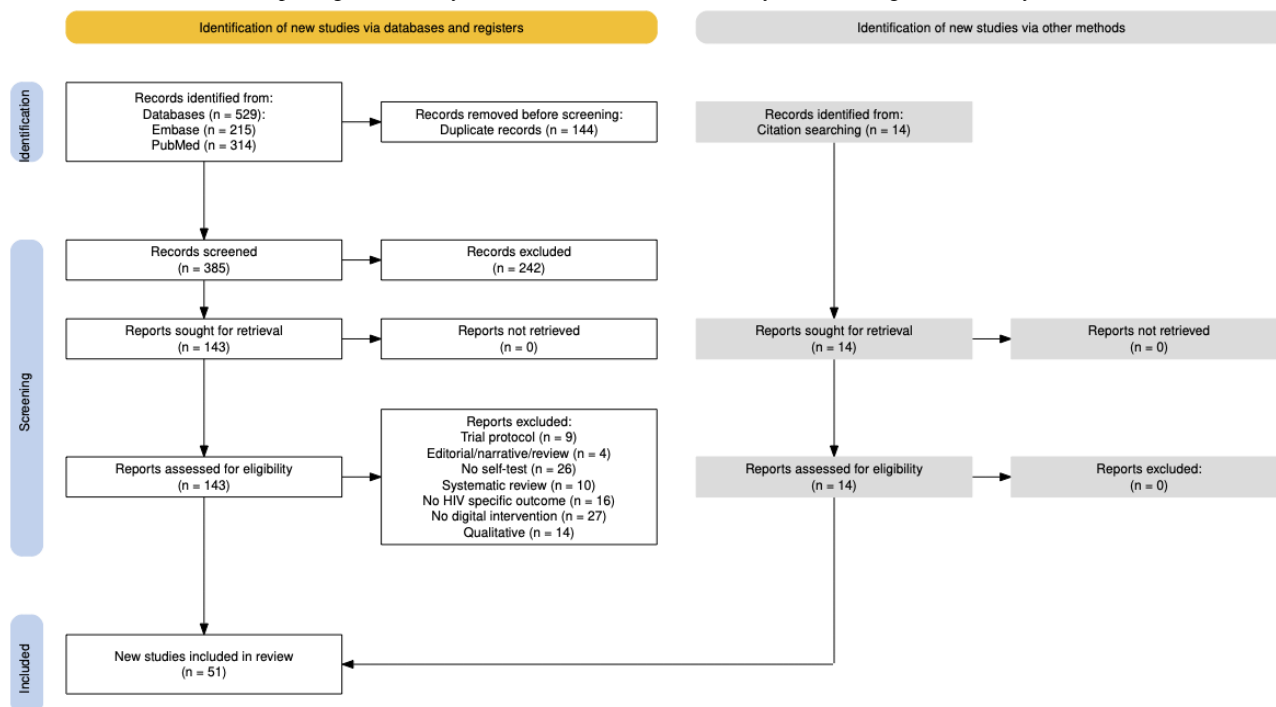 Identification of new studies via databases and registers
Identification of new studies via other methods
Identification
Records identified from:
Databases (n = 529):
Embase (n = 215)
PubMed (n = 314)
Records removed before screening:
Duplicate records (n = 144)
Records identified from:
Citation searching (n = 14)
Screening
Records screened
(n = 385)
Records excluded
(n = 242)
Reports sought for retrieval
(n = 143)
Reports not retrieved
(n = 0)
Reports sought for retrieval
(n = 14)
Reports not retrieved
(n = 0)
Reports assessed for eligibility
(n = 143)
Reports excluded:
Trial protocol (n = 9)
Editorial/narrative/review (n = 4)
No self-test (n = 26)
Systematic review (n = 10)
No HIV specific outcome (n = 16)
No digital intervention (n = 27)
Qualitative (n = 14)
Reports assessed for eligibility
(n = 14)
Reports excluded:
(n = 0)
Included
New studies included in review
(n = 51)